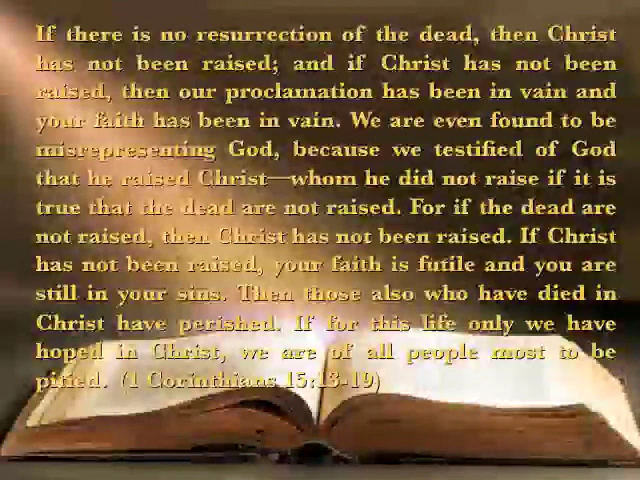 If there is no resurrection of the dead, then Christ
has not been raised; and if Christ has not been
raised, then our proclamation has been in vain and
your faith has been in vain. We are even found to be
misrepresenting God, because we testified of God
that he raised Christ—whom he did not raise if it is
true that the dead are not raised. For if the dead are
not raised, then Christ has not been raised. If Christ
has not been raised, your faith is futile and you are
still in your sins. Then those also who have died in
Christ have perished. If for this life only we have
hoped in Christ, we are of all people most to be
pitied. (1 Corinthians 15:13-19)